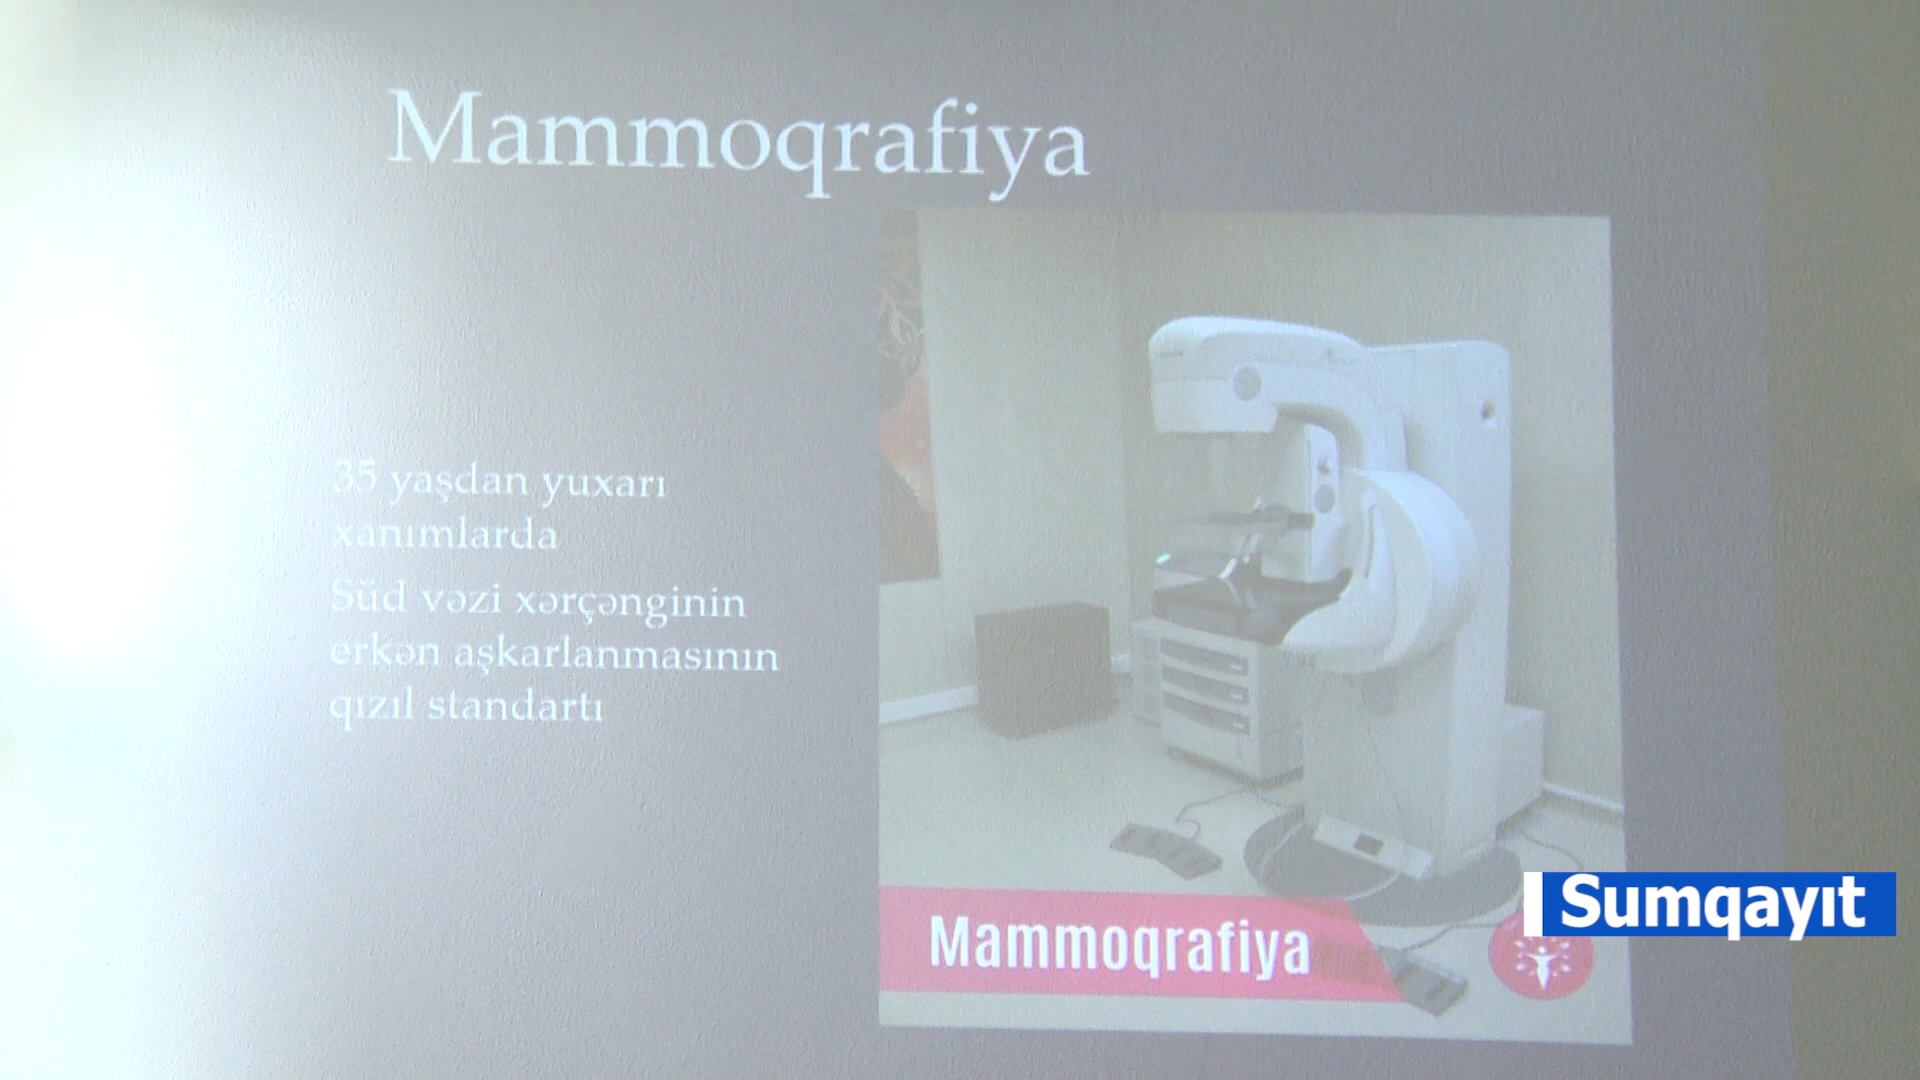 Mammoqrafiya
35 yaşdan yuxarı
xanımlarda
Süd vəzi xərçənginin
erkən aşkarlanmasının
qızıl standartı
Mammoqrafiya
Sumqayıt